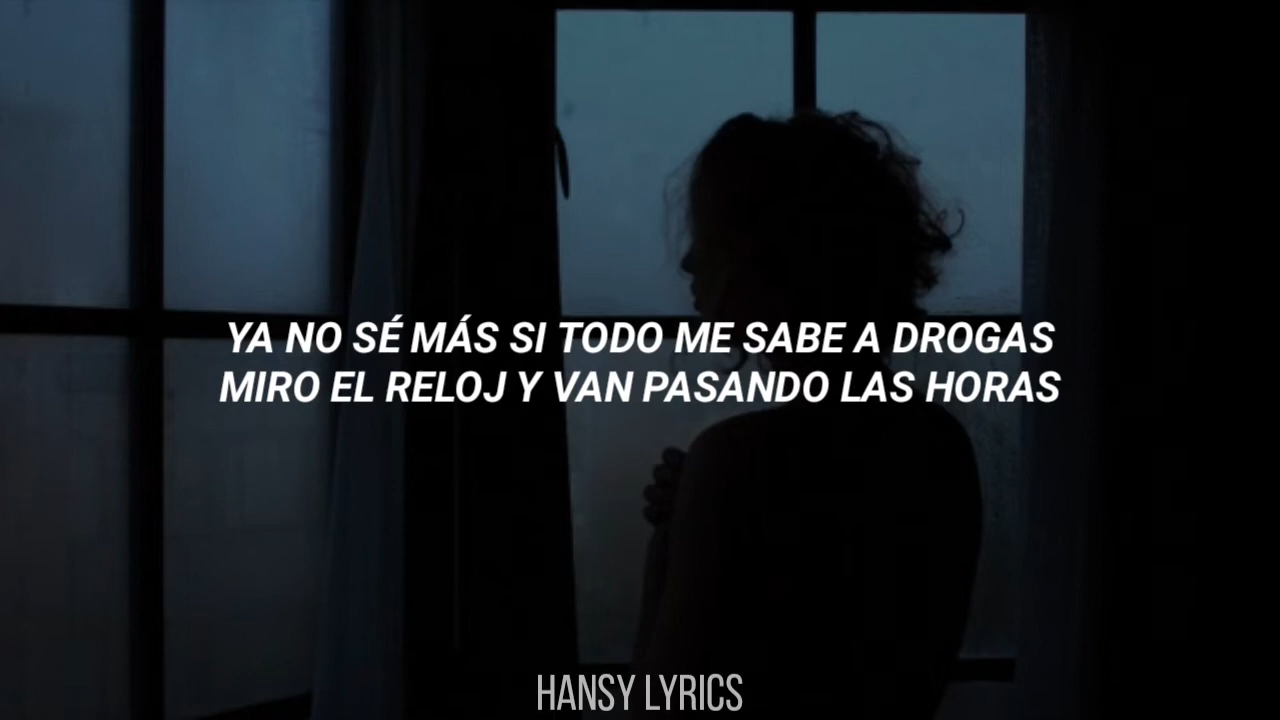 YA NO SÉ MÁS SI TODO ME SABE A DROGAS
MIRO EL RELOJ Y VAN PASANDO LAS HORAS
HANSY LYRICS